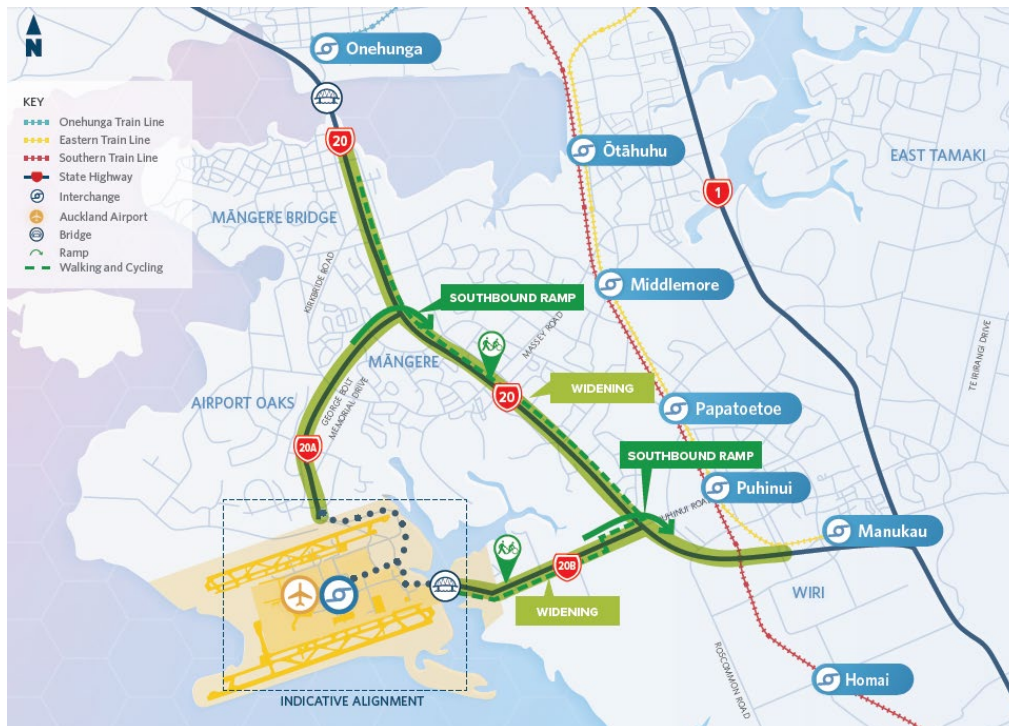 N
KEY
Onehunga Train Line
Eastern Train Line
Southern Train Line
State Highway
Interchange
Auckland Airport
Bridge
Ramp
Walking and Cycling
Onehunga
20
Ōtāhuhu
1
EAST TAMAKI
MĀNGERE BRIDGE
KIRKBRIDE ROAD
Middlemore
SOUTHBOUND RAMP
MASSEY ROAD
TE IRIRANGI DRIVE
MĀNGERE
WIDENING
20
AIRPORT OAKS
GEORGE BOLT
MEMORIAL DRIVE
Papatoetoe
20A
SOUTHBOUND RAMP
Puhinui
PUHINUI ROAD
Manukau
20B
WIDENING
WIRI
ROSCOMMON ROAD
Homai
INDICATIVE ALIGNMENT